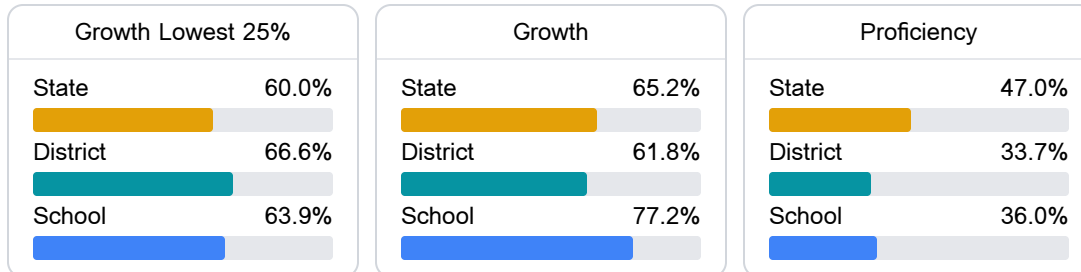 Growth Lowest 25%
State 60.0%
District 66.6%
School 63.9%
Growth
State 65.2%
District 61.8%
School 77.2%
Proficiency
State 47.0%
District 33.7%
School 36.0%